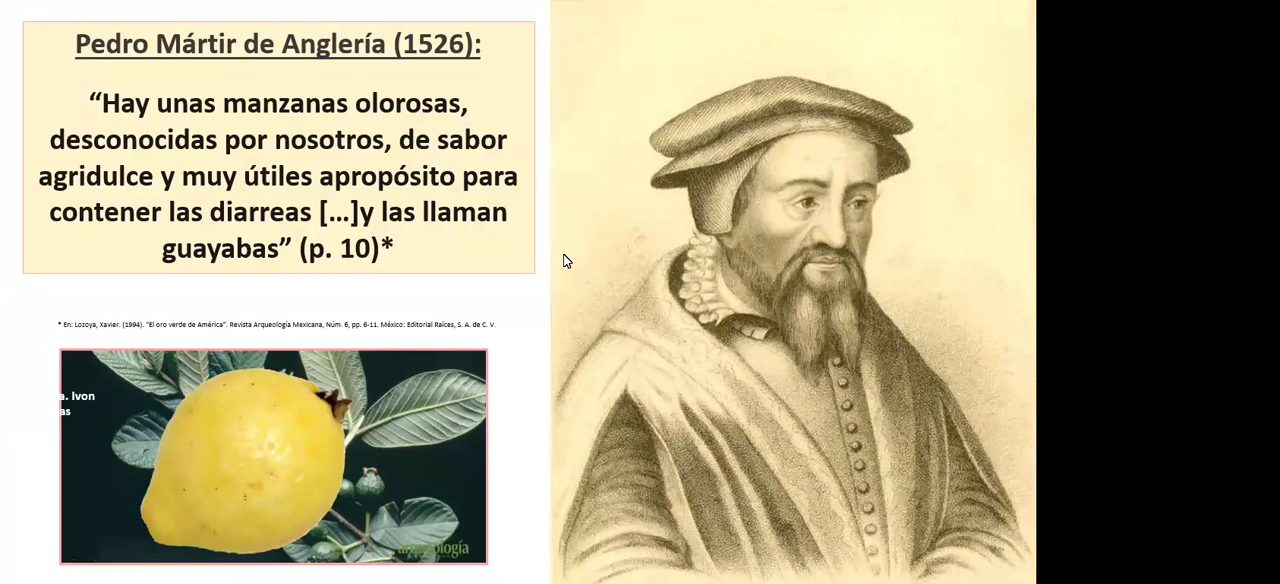 Pedro Mártir de Anglería (1526):
“Hay unas manzanas olorosas,
desconocidas por nosotros, de sabor
agridulce y muy útiles apropósito para
contener las diarreas […]y las llaman
guayabas” (p. 10)*
* En: Lozoya, Xavier. (1994). “El oro verde de América”. Revista Arqueología Mexicana, Núm. 6, pp. 6-11. México: Editorial Raíces, S. A. de C. V.
a. Ivon
as
arqueología